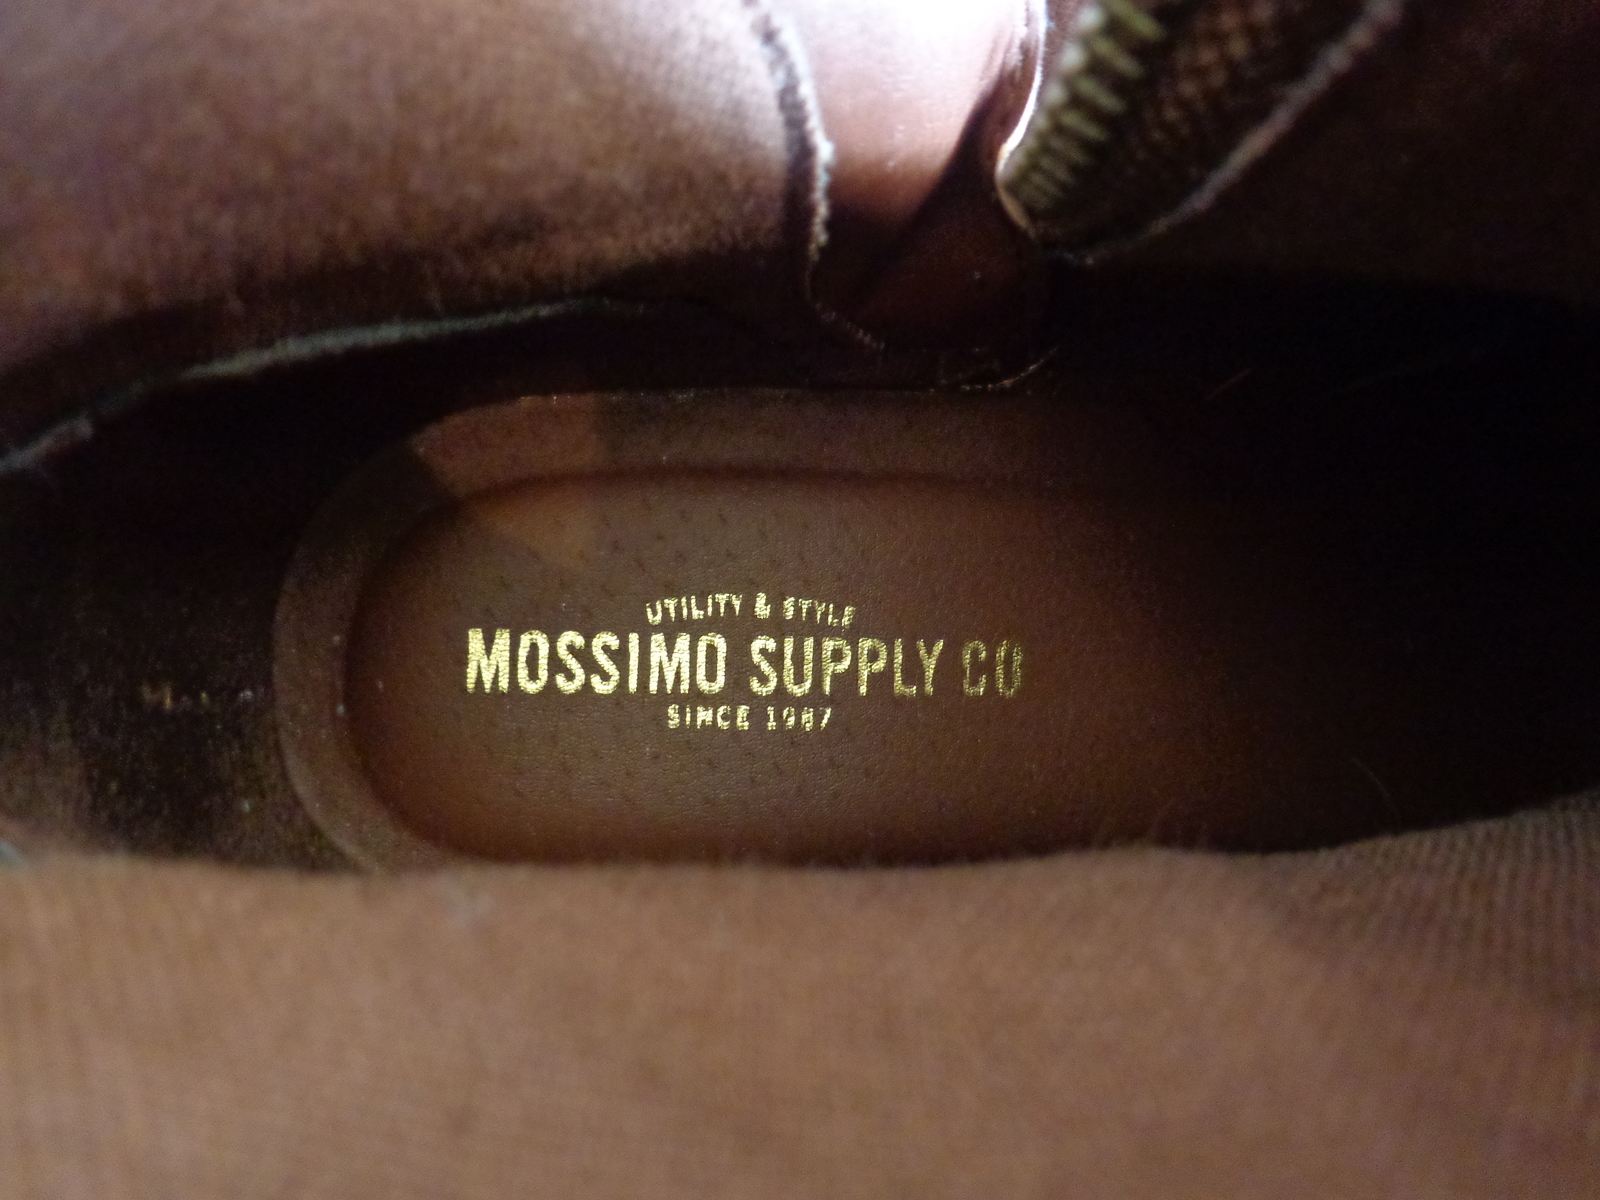 UTILITY & STYLE
MOSSIMO SUPPLY CO
SINCE 1987